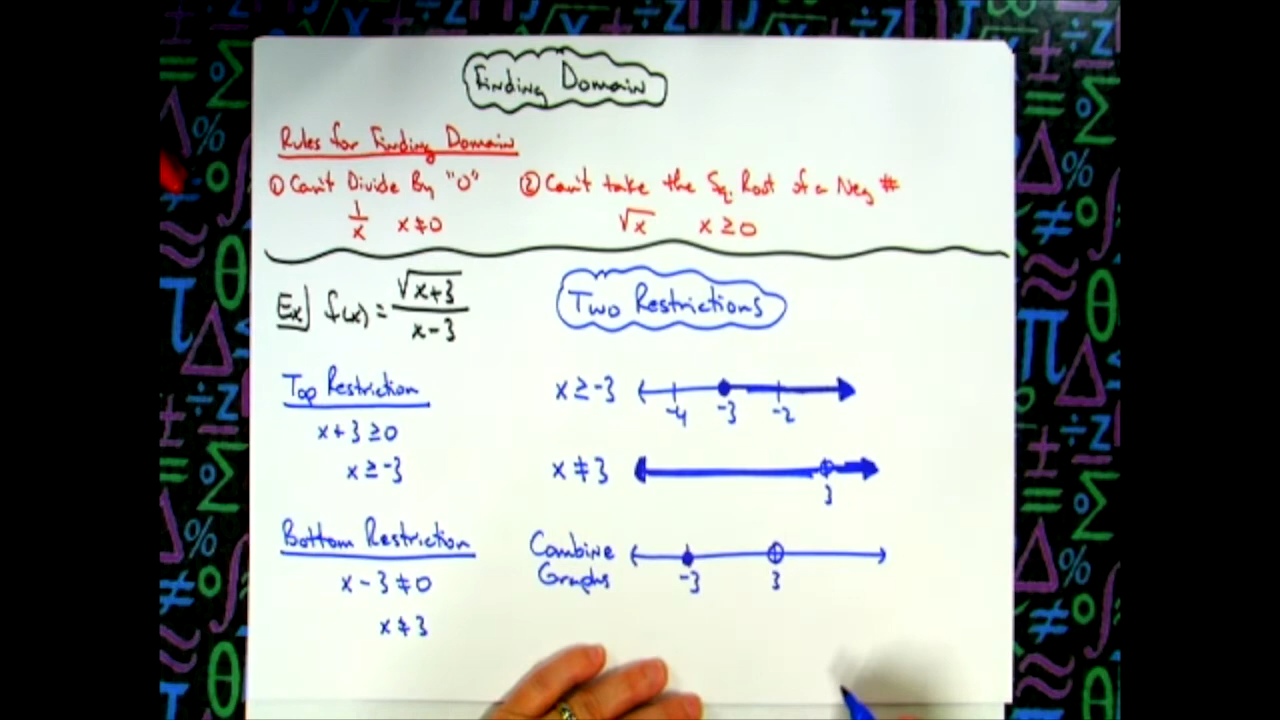 Finding Domain
Rules for Finding Domain
① Can't Divide By "0"
1/x x ≠ 0
② Can't take the Sq. Root of a Neg #
√x x ≥ 0
Ex] f(x) = √(x+3) / (x-3)
Two Restrictions
Top Restriction
x + 3 ≥ 0
x ≥ -3
Bottom Restriction
x - 3 ≠ 0
x ≠ 3
x ≥ -3
-4 -3 -2
x ≠ 3
3
Combine
Graphs
-3 3